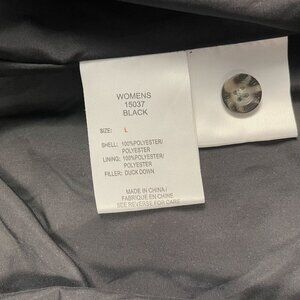 WOMENS
15037
BLACK
SIZE: L
SHELL: 100%POLYESTER/
POLYESTER
LINING: 100%POLYESTER/
POLYESTER
FILLER: DUCK DOWN
MADE IN CHINA /
FABRIQUE EN CHINE
SEE REVERSE FOR CARE